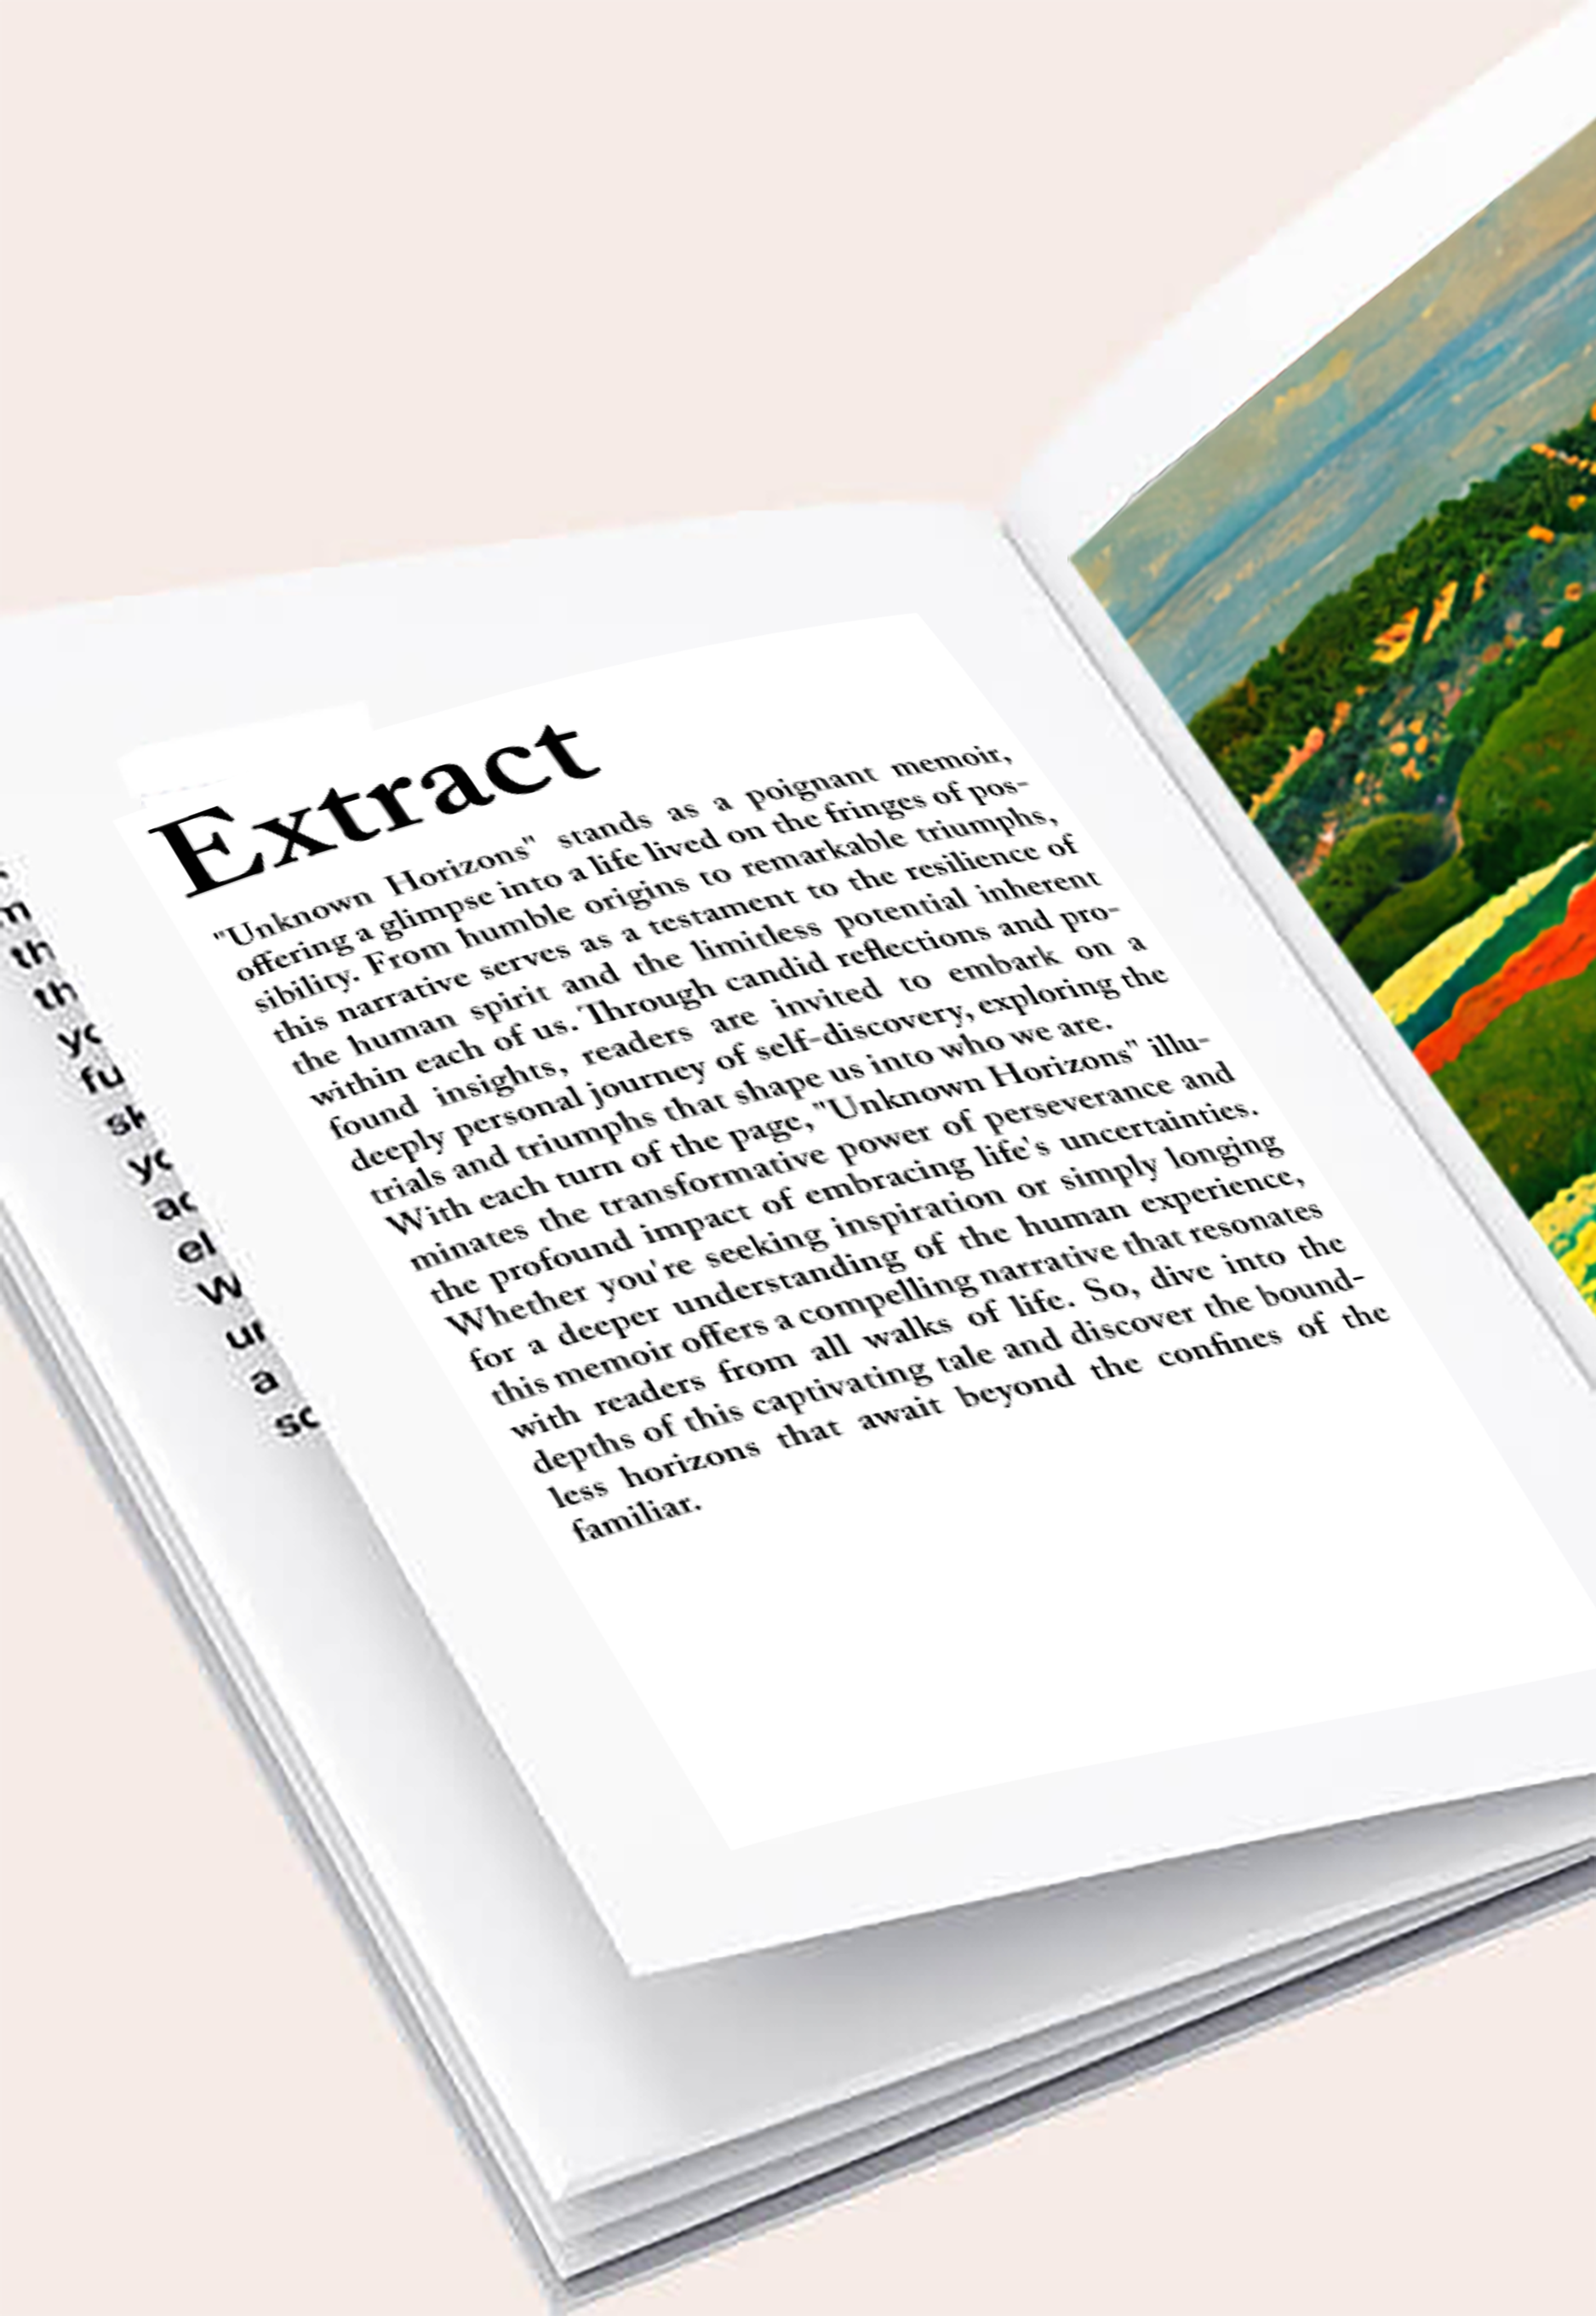 Extract
"Unknown Horizons" stands as a poignant memoir,
offering a glimpse into a life lived on the fringes of pos-
sibility. From humble origins to remarkable triumphs,
this narrative serves as a testament to the resilience of
the human spirit and the limitless potential inherent
within each of us. Through candid reflections and pro-
found insights, readers are invited to embark on a
deeply personal journey of self-discovery, exploring the
trials and triumphs that shape us into who we are.
With each turn of the page, "Unknown Horizons" illu-
minates the transformative power of perseverance and
the profound impact of embracing life's uncertainties.
Whether you're seeking inspiration or simply longing
for a deeper understanding of the human experience,
this memoir offers a compelling narrative that resonates
with readers from all walks of life. So, dive into the
depths of this captivating tale and discover the bound-
less horizons that await beyond the confines of the
familiar.